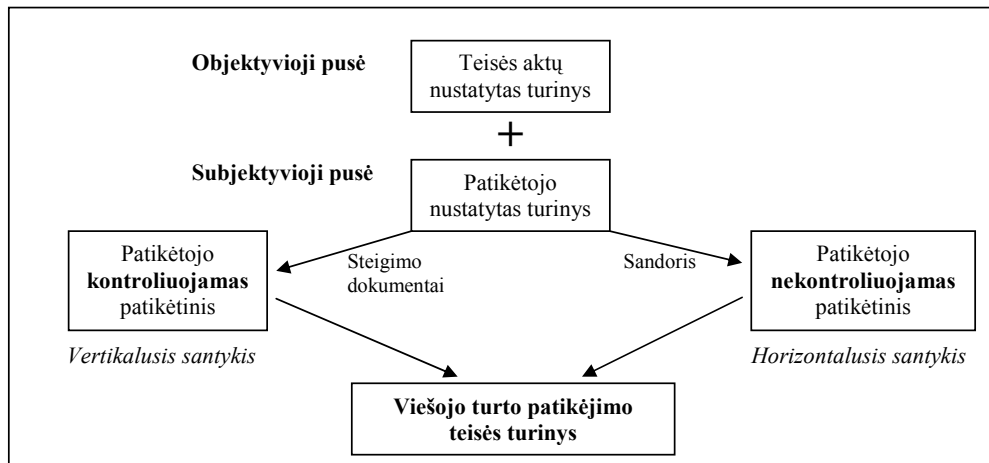 Objektyvioji pusė
Teisės aktų
nustatytas turinys
+
Subjektyvioji pusė
Patikėtojo
nustatytas turinys
Patikėtojo
kontroliuojamas
patikėtinis
Steigimo
dokumentai
Sandoris
Patikėtojo
nekontroliuojamas
patikėtinis
Vertikalusis santykis
Horizontalusis santykis
Viešojo turto patikėjimo
teisės turinys